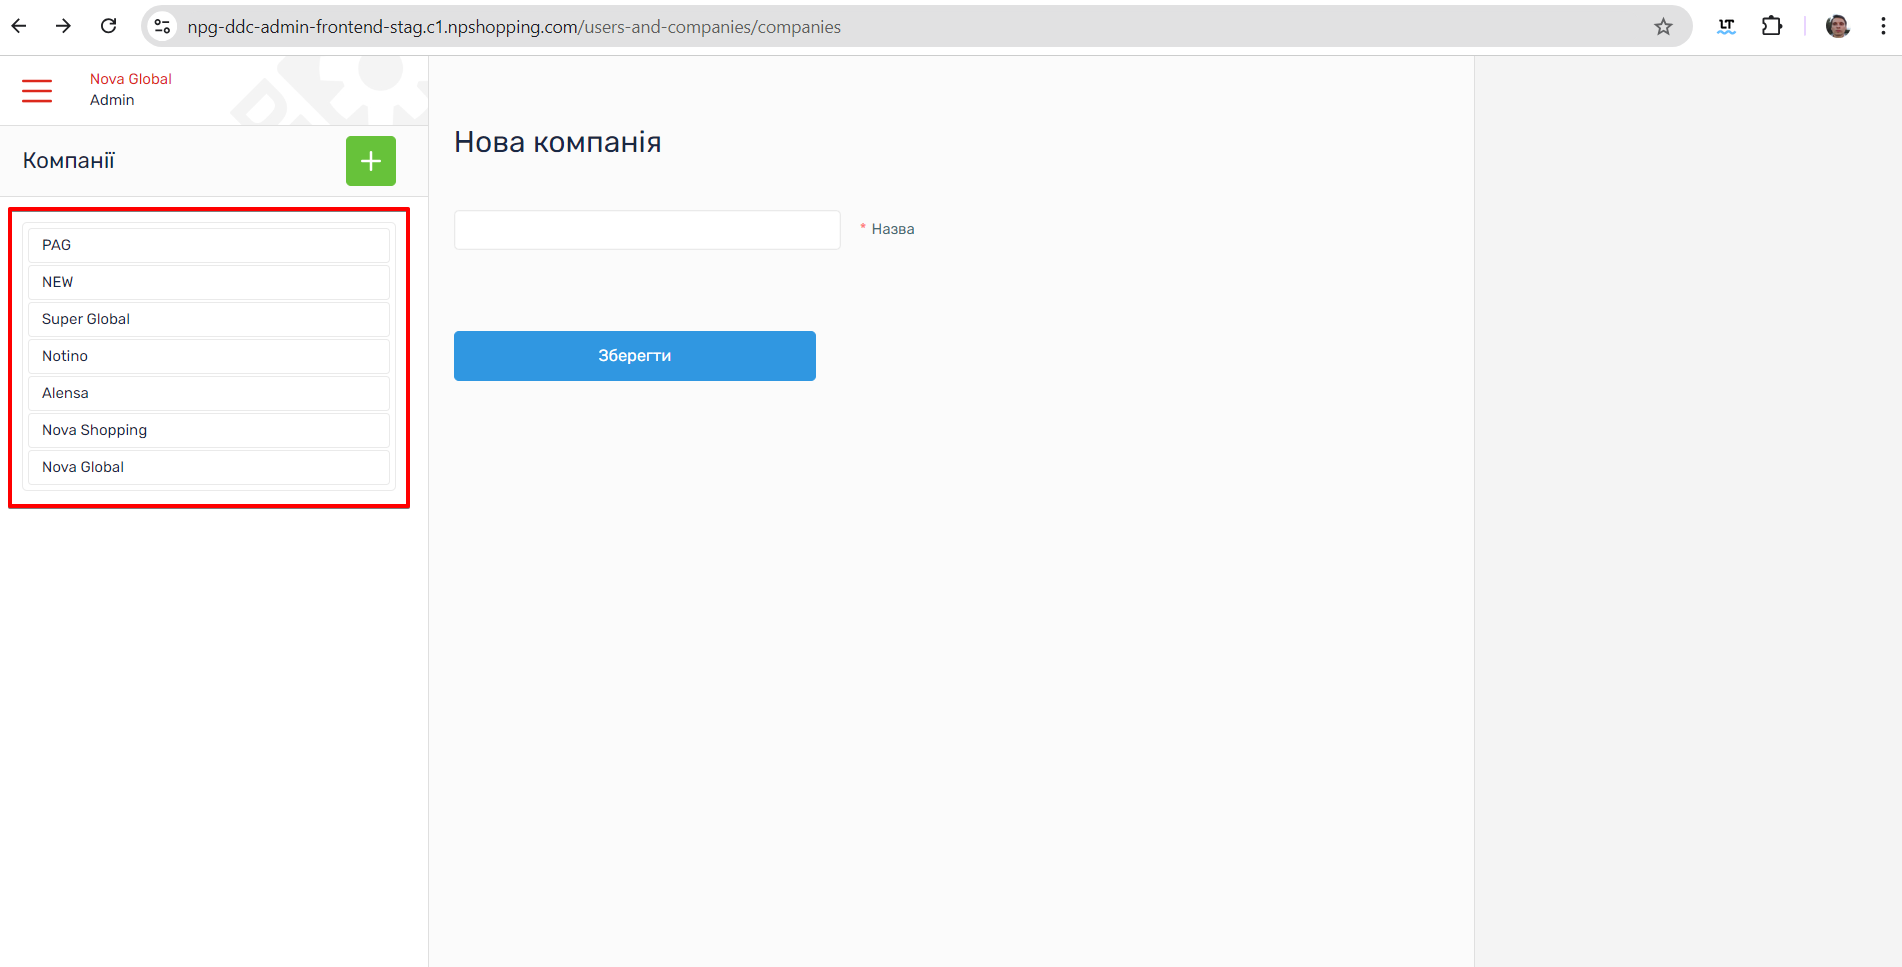 npg-ddc-admin-frontend-stag.c1.npshopping.com/users-and-companies/companies
LT
Nova Global
Admin
Компанії
PAG
NEW
Super Global
Notino
Alensa
Nova Shopping
Nova Global
Нова компанія
* Назва
Зберегти